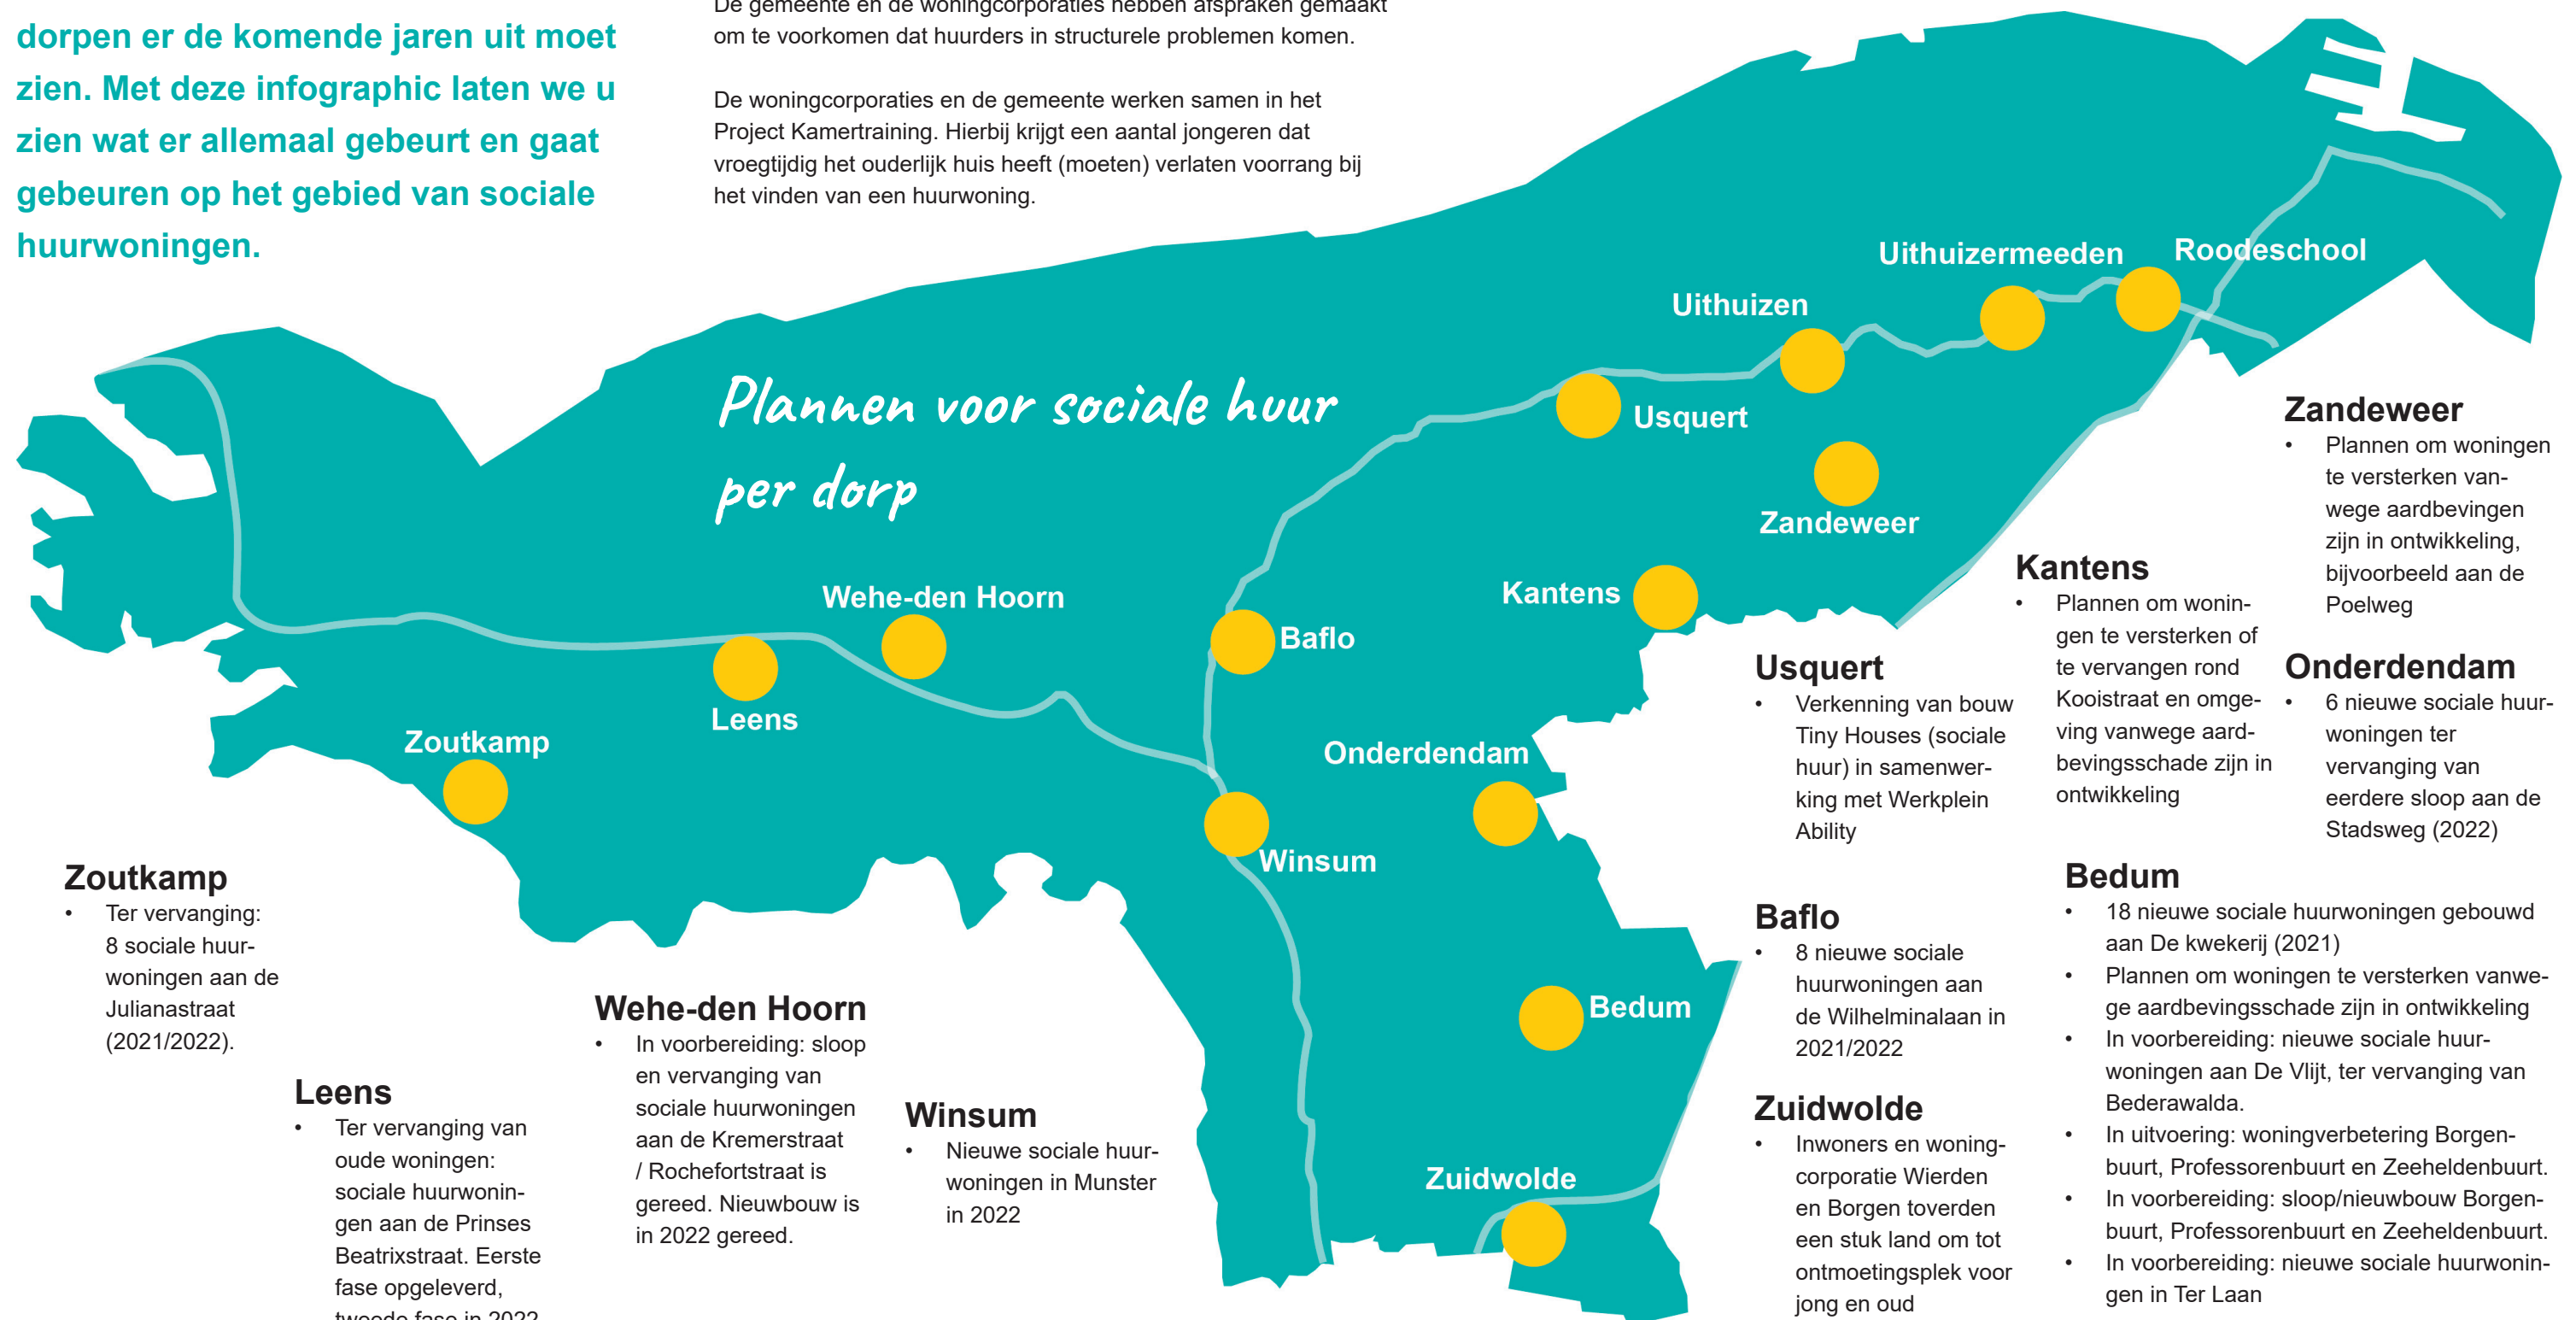 dorpen er de komende jaren uit moet
zien. Met deze infographic laten we u
zien wat er allemaal gebeurt en gaat
gebeuren op het gebied van sociale
huurwoningen.
De gemeente en de woningcorporaties hebben afspraken gemaakt
om te voorkomen dat huurders in structurele problemen komen.
De woningcorporaties en de gemeente werken samen in het
Project Kamertraining. Hierbij krijgt een aantal jongeren dat
vroegtijdig het ouderlijk huis heeft (moeten) verlaten voorrang bij
het vinden van een huurwoning.
Plannen voor sociale huur
per dorp
Roodeschool
Uithuizermeeden
Uithuizen
Usquert
Zandeweer
Kantens
Wehe-den Hoorn
Baflo
Leens
Zoutkamp
Onderdendam
Winsum
Bedum
Zuidwolde
Zoutkamp
• Ter vervanging:
8 sociale huur-
woningen aan de
Julianastraat
(2021/2022).
Leens
• Ter vervanging van
oude woningen:
sociale huurwonin-
gen aan de Prinses
Beatrixstraat. Eerste
fase opgeleverd,
tweede fase in 2022
Wehe-den Hoorn
• In voorbereiding: sloop
en vervanging van
sociale huurwoningen
aan de Kremerstraat
/ Rochefortstraat is
gereed. Nieuwbouw is
in 2022 gereed.
Winsum
• Nieuwe sociale huur-
woningen in Munster
in 2022
Usquert
• Verkenning van bouw
Tiny Houses (sociale
huur) in samenwer-
king met Werkplein
Ability
Baflo
• 8 nieuwe sociale
huurwoningen aan
de Wilhelminalaan in
2021/2022
Zuidwolde
• Inwoners en woning-
corporatie Wierden
en Borgen toverden
een stuk land om tot
ontmoetingsplek voor
jong en oud
Kantens
• Plannen om wonin-
gen te versterken of
te vervangen rond
Kooistraat en omge-
ving vanwege aard-
bevingsschade zijn in
ontwikkeling
Zandeweer
• Plannen om woningen
te versterken van-
wege aardbevingen
zijn in ontwikkeling,
bijvoorbeeld aan de
Poelweg
Onderdendam
• 6 nieuwe sociale huur-
woningen ter
vervanging van
eerdere sloop aan de
Stadsweg (2022)
Bedum
• 18 nieuwe sociale huurwoningen gebouwd
aan De kwekerij (2021)
• Plannen om woningen te versterken vanwe-
ge aardbevingsschade zijn in ontwikkeling
• In voorbereiding: nieuwe sociale huur-
woningen aan De Vlijt, ter vervanging van
Bederawalda.
• In uitvoering: woningverbetering Borgen-
buurt, Professorenbuurt en Zeeheldenbuurt.
• In voorbereiding: sloop/nieuwbouw Borgen-
buurt, Professorenbuurt en Zeeheldenbuurt.
• In voorbereiding: nieuwe sociale huurwonin-
gen in Ter Laan